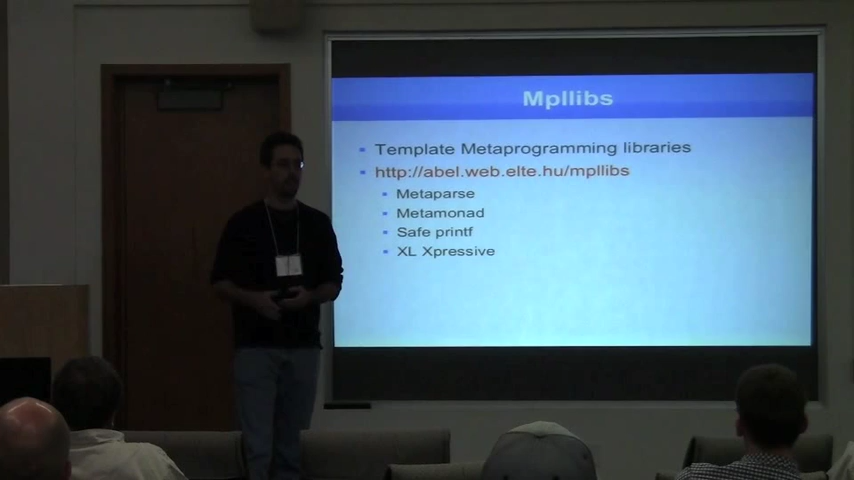 Mpllibs
Template Metaprogramming libraries
http://abel.web.elte.hu/mpllibs
Metaparse
Metamonad
Safe printf
XL Xpressive